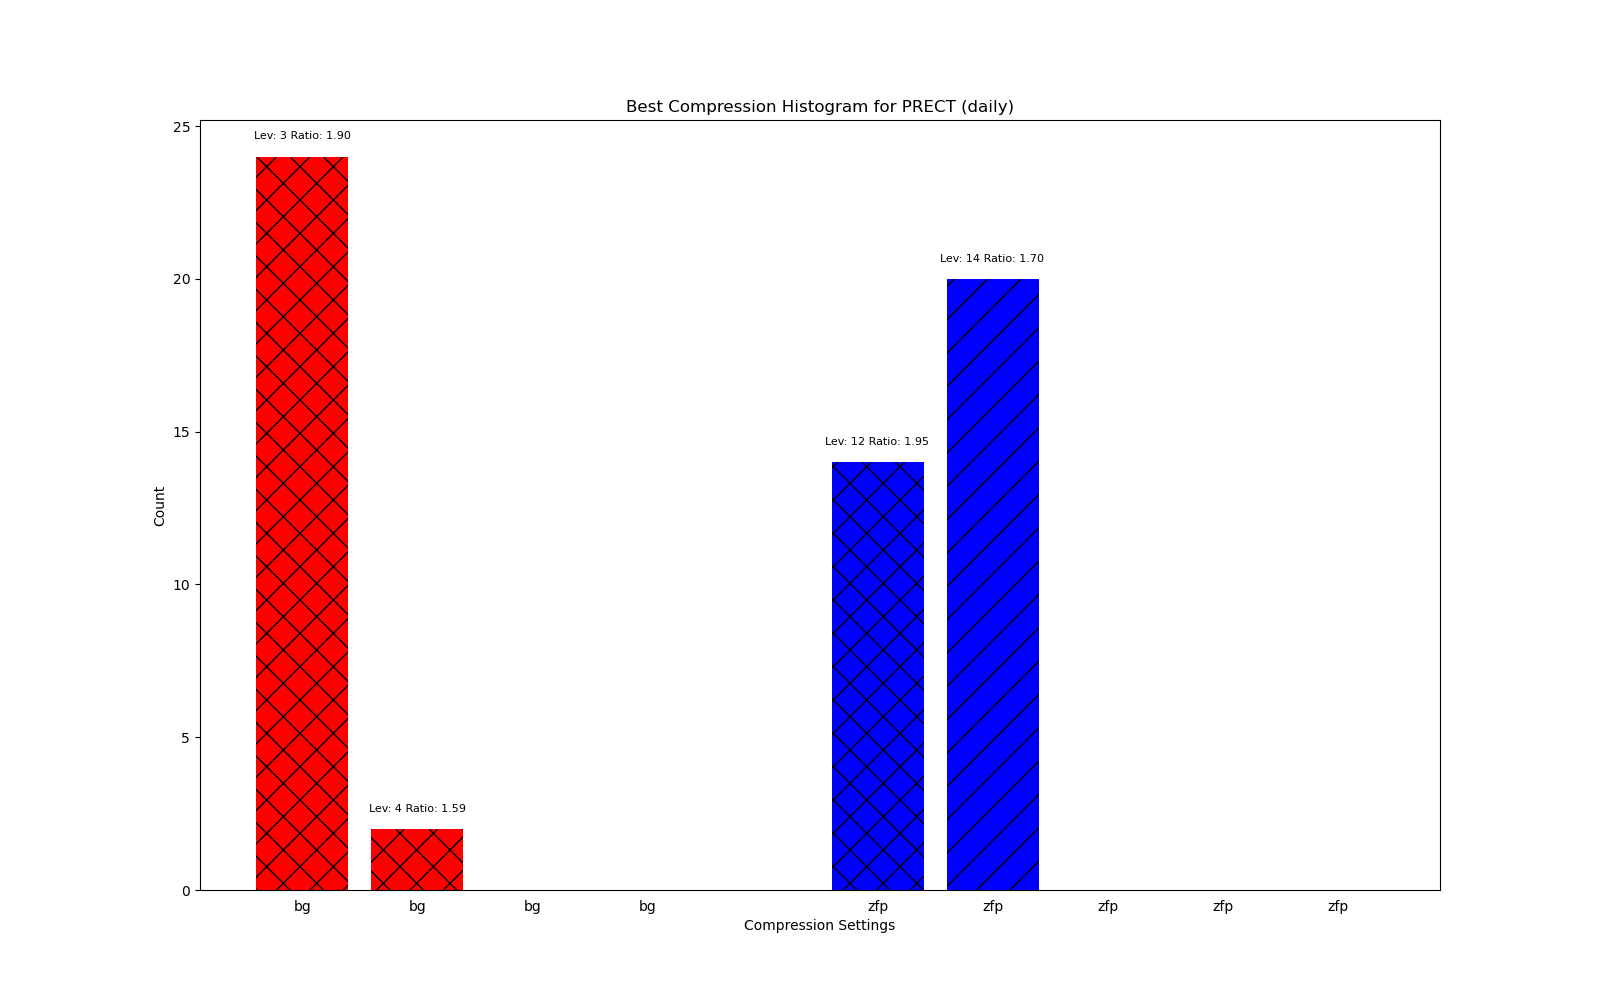 Best Compression Histogram for PRECT (daily)
25
20
15
10
5
0
Count
Lev: 3 Ratio: 1.90
Lev: 4 Ratio: 1.59
Lev: 12 Ratio: 1.95
Lev: 14 Ratio: 1.70
bg bg bg bg zfp zfp zfp zfp zfp
Compression Settings